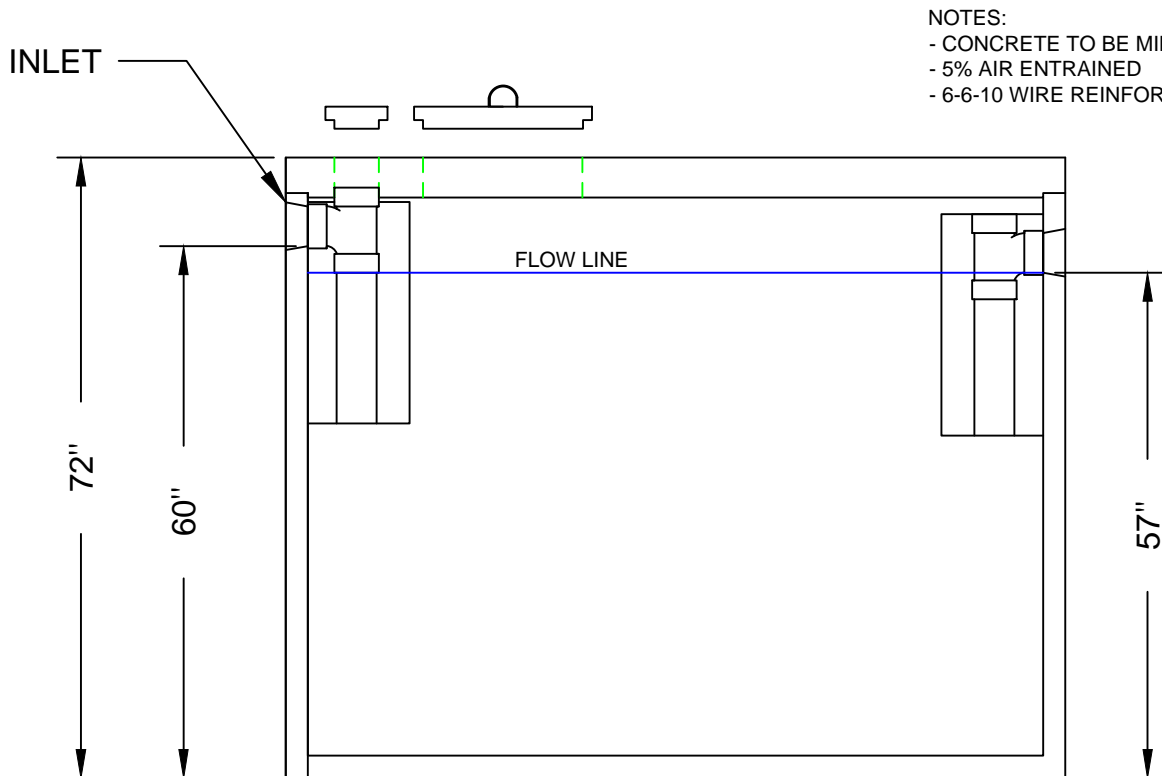 INLET
NOTES:
- CONCRETE TO BE
- 5% AIR ENTRAINED
- 6-6-10 WIRE
FLOW LINE
72"
60"
57"